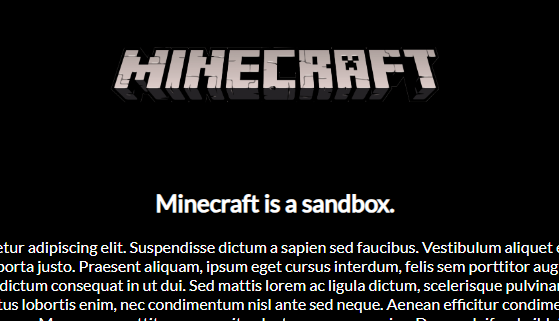 MINECRAFT
Minecraft is a sandbox.
etur adipiscing elit. Suspendisse dictum a sapien sed faucibus. Vestibulum aliquet
porta justo. Praesent aliquam, ipsum eget cursus interdum, felis sem porttitor aug
dictum consequat in ut dui. Sed mattis lorem ac ligula dictum, scelerisque pulvinar
tus lobortis enim, nec condimentum nisl ante sed neque. Aenean efficitur condime